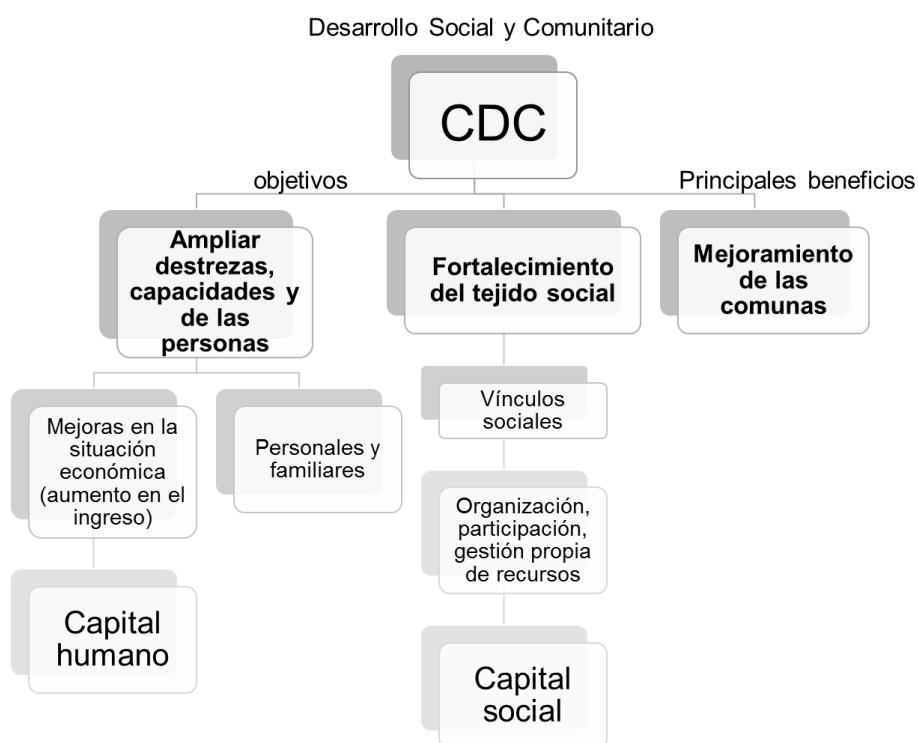 Desarrollo Social y Comunitario
CDC
objetivos
Principales beneficios
Ampliar
destrezas,
capacidades y
de las
personas
Fortalecimiento
del tejido social
Mejoramiento
de las
comunas
Mejoras en la
situación
económica
(aumento en el
ingreso)
Personales y
familiares
Vínculos
sociales
Organización,
participación,
gestión propia
de recursos
Capital
humano
Capital
social